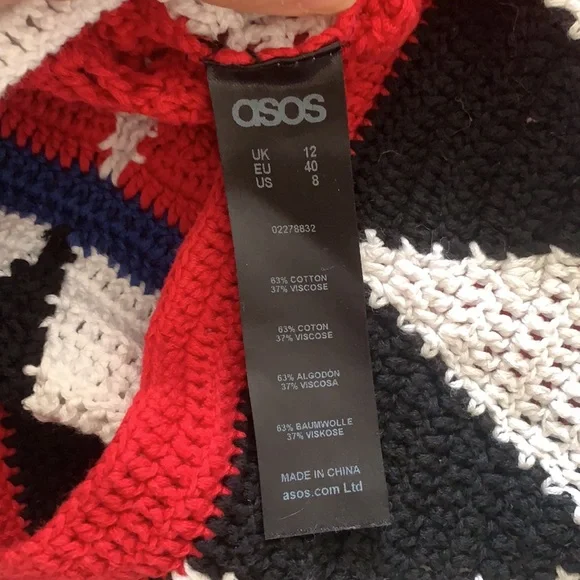 asos
UK 12
EU 40
US 8
02278832
63% COTTON
37% VISCOSE
63% COTON
37% VISCOSE
63% ALGODÓN
37% VISCOSA
63% BAUMWOLLE
37% VISKOSE
MADE IN CHINA
asos.com Ltd